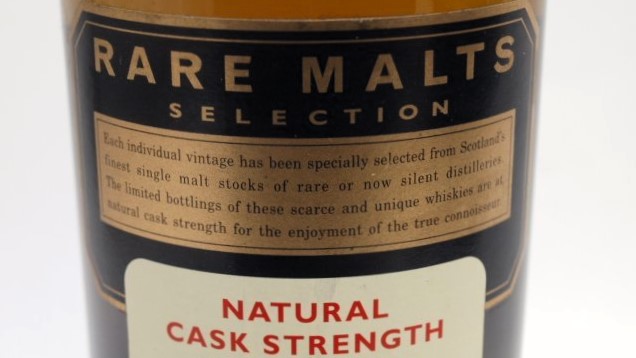 RARE MALTS
SELECTION
Each individual vintage has been specially selected from Scotland's
finest single malt stocks of rare or now silent distilleries.
The limited bottlings of these scarce and unique whiskies are at
natural cask strength for the enjoyment of the true connoisseur
NATURAL
CASK STRENGTH